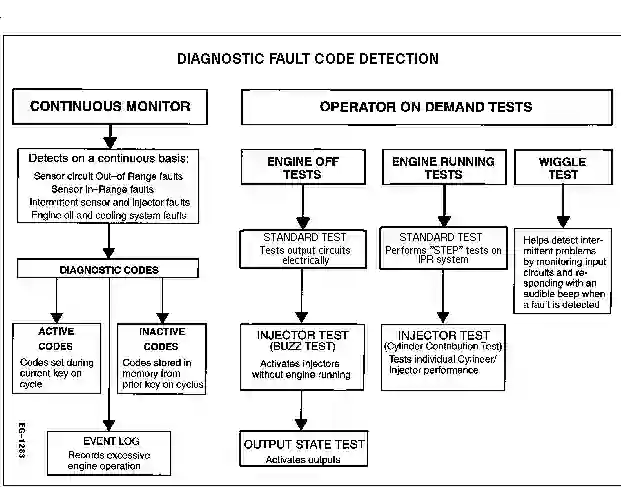 DIAGNOSTIC FAULT CODE DETECTION
CONTINUOUS MONITOR
OPERATOR ON DEMAND TESTS
Detects on a continuous basis:
Sensor circuit Out-of Range faults
Sensor In-Range faults
Intermittent sensor and Injector faults
Engine oil and cooling system faults
DIAGNOSTIC CODES
ACTIVE
CODES
Codes set during
current key on
cycle
INACTIVE
CODES
Codes stored in
memory from
prior key on cyclus
EVENT LOG
Records excessive
engine operation
ENGINE OFF
TESTS
STANDARD TEST
Tests output circuits
electrically
INJECTOR TEST
(BUZZ TEST)
Activates injectors
without engine running
OUTPUT STATE TEST
Activates outputs
ENGINE RUNNING
TESTS
STANDARD TEST
Performs "STEP" tests on
IPR system
INJECTOR TEST
(Cylinder Contribution Test)
Tests individual Cylincer/
Injector performance
WIGGLE
TEST
Helps detect inter-
mittent problems
by monitoring input
circuits and re-
sponding with an
audible beep when
a fault is detected
EG-1283